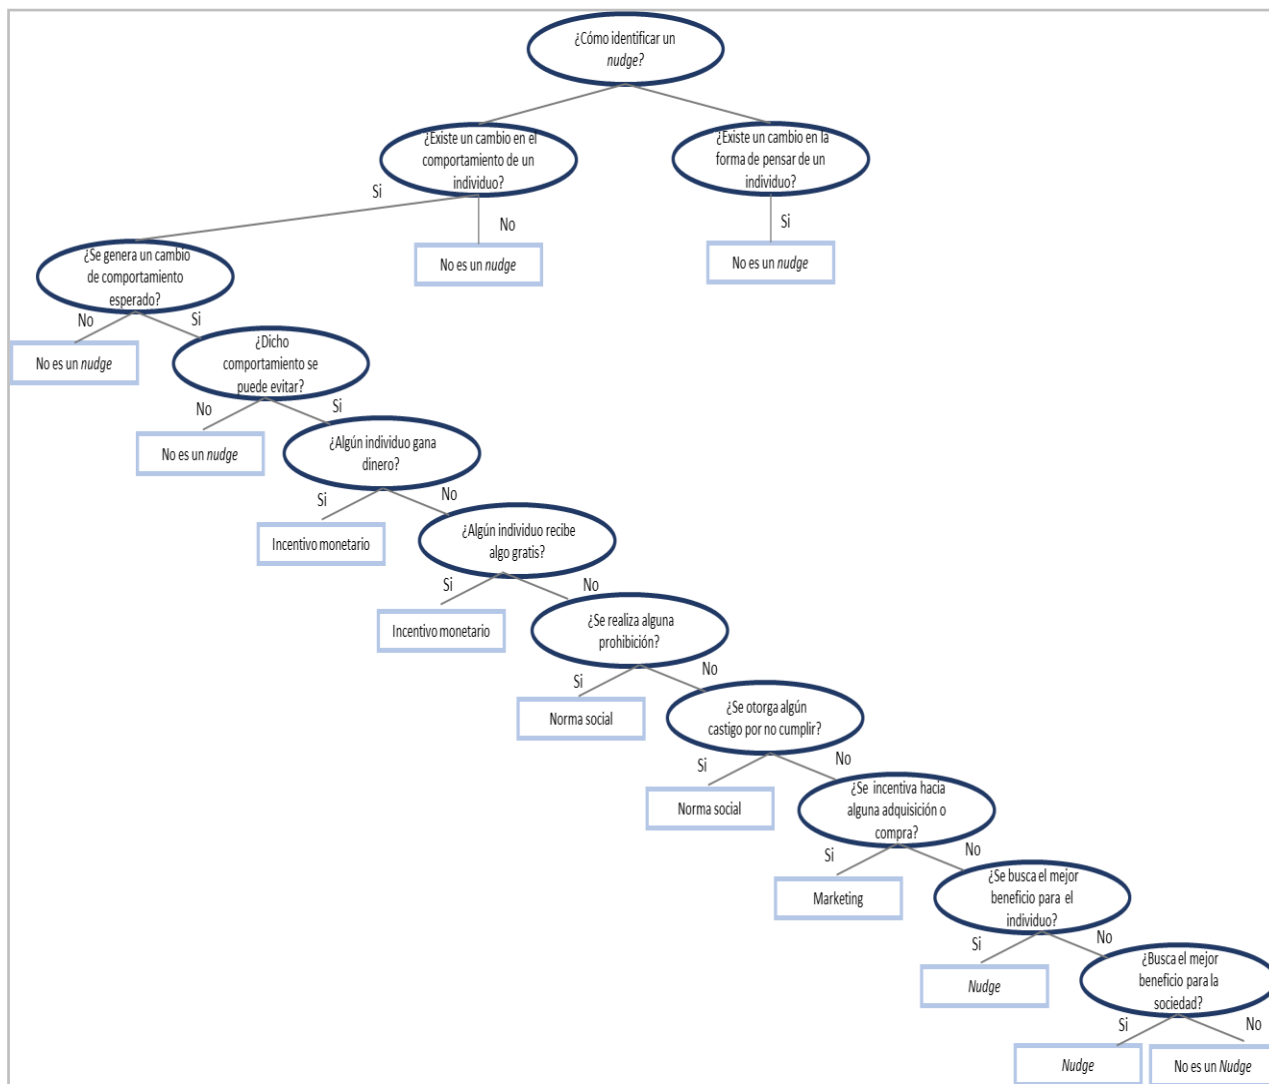 ¿Cómo identificar un
nudge?
¿Existe un cambio en el
comportamiento de un
individuo?
¿Existe un cambio en la
forma de pensar de un
individuo?
Si
No
Si
No es un nudge
No es un nudge
¿Se genera un cambio
de comportamiento
esperado?
No
Si
No es un nudge
¿Dicho
comportamiento se
puede evitar?
No
Si
No es un nudge
¿Algún individuo gana
dinero?
Si
No
Incentivo monetario
¿Algún individuo recibe
algo gratis?
Si
No
Incentivo monetario
¿Se realiza alguna
prohibición?
Si
No
Norma social
¿Se otorga algún
castigo por no cumplir?
Si
No
Norma social
¿Se incentiva hacia
alguna adquisición o
compra?
Si
No
Marketing
¿Se busca el mejor
beneficio para el
individuo?
Si
No
Nudge
¿Busca el mejor
beneficio para la
sociedad?
Si
No
Nudge
No es un Nudge